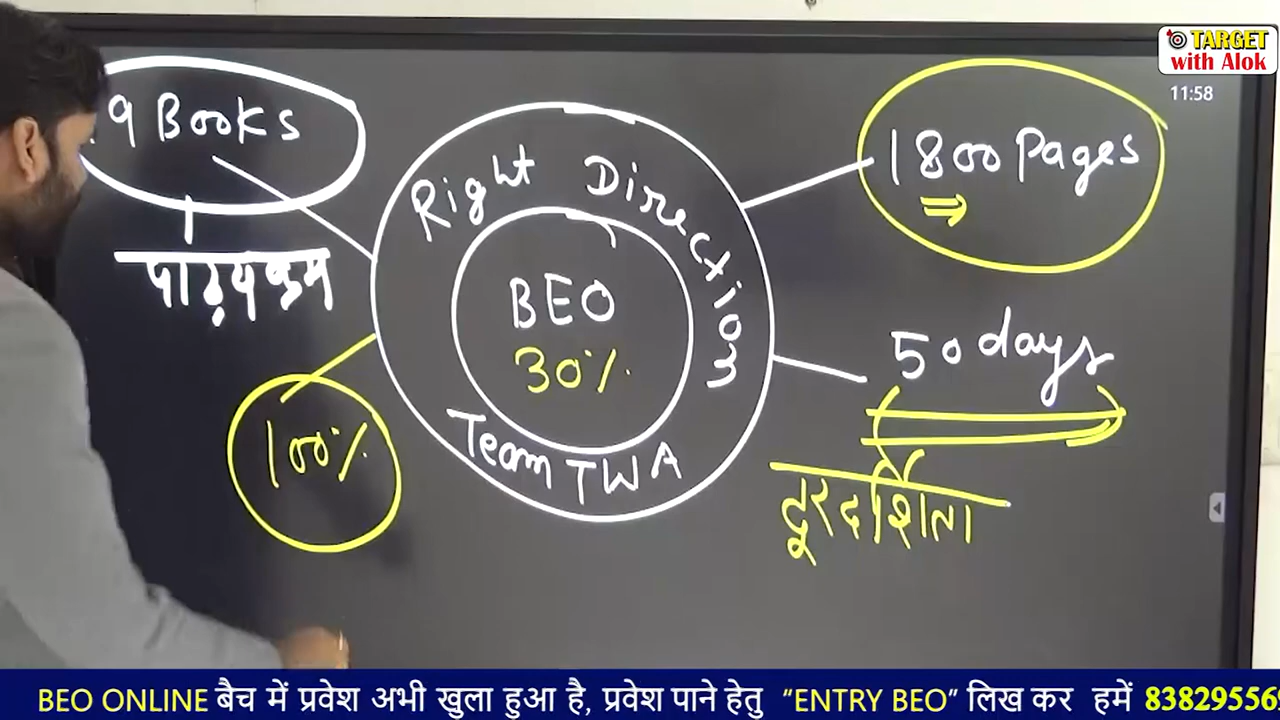 TARGET
with Alok
11:58
9 Books
पाठ्यक्रम
100%
Right Direction
BEO
30%
Team TWA
1800 Pages
50 days
दूरदर्शिता
BEO ONLINE बैच में प्रवेश अभी खुला हुआ है, प्रवेश पाने हेतु “ENTRY BEO” लिख कर हमें